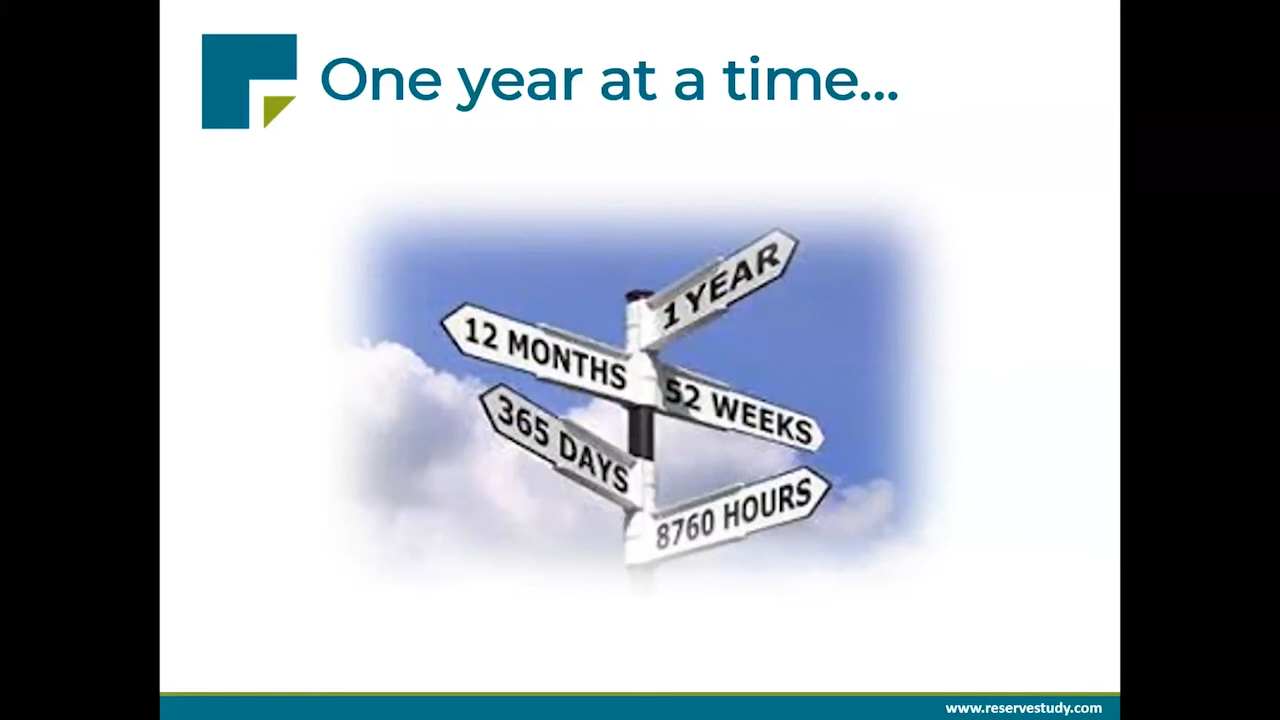 One year at a time...
1 YEAR
12 MONTHS
52 WEEKS
365 DAYS
8760 HOURS
www.reservestudy.com